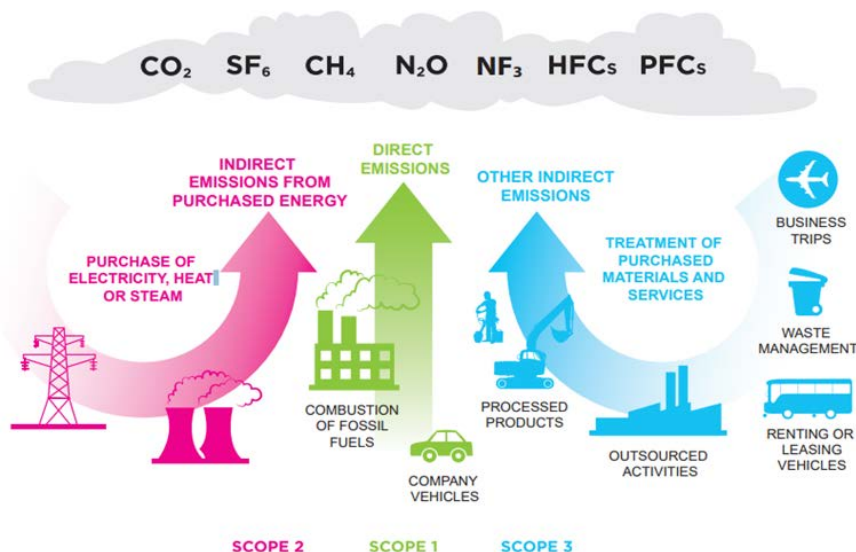 CO₂ SF₆ CH₄ N₂O NF₃ HFCs PFCs
INDIRECT
EMISSIONS FROM
PURCHASED ENERGY
DIRECT
EMISSIONS
OTHER INDIRECT
EMISSIONS
PURCHASE OF
ELECTRICITY, HEAT
OR STEAM
TREATMENT OF
PURCHASED
MATERIALS AND
SERVICES
BUSINESS
TRIPS
WASTE
MANAGEMENT
COMBUSTION
OF FOSSIL
FUELS
PROCESSED
PRODUCTS
RENTING OR
LEASING
VEHICLES
OUTSOURCED
ACTIVITIES
COMPANY
VEHICLES
SCOPE 2 SCOPE 1 SCOPE 3